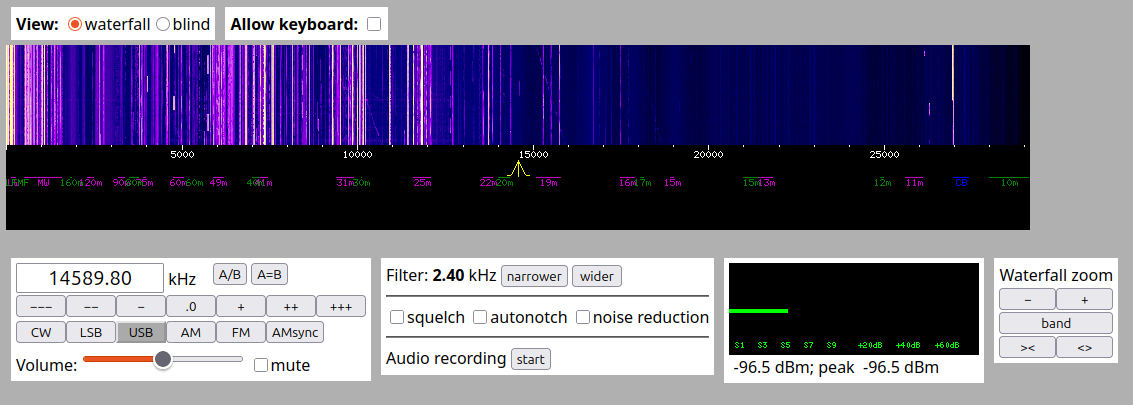 View: waterfall blind Allow keyboard:
5000 10000 15000 20000 25000
MW 160m 120m 90m 75m 60m 60m 49m 41m 31m 30m 25m 22m 20m 19m 16m 17m 15m 15m 13m 12m 11m CB 10m
14589.80 kHz A/B A=B
--- -- - .0 + ++ +++
CW LSB USB AM FM AMsync
Volume: mute
Filter: 2.40 kHz narrower wider
squelch autonotch noise reduction
Audio recording start
S1 S3 S5 S7 S9 +20dB +40dB +60dB
-96.5 dBm; peak -96.5 dBm
Waterfall zoom
- +
band
>< <>